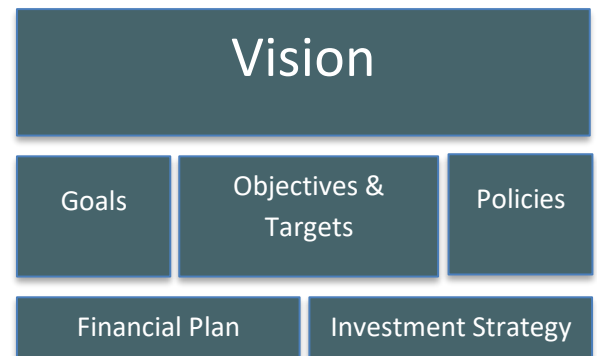 Vision
Goals
Objectives &
Targets
Policies
Financial Plan
Investment Strategy